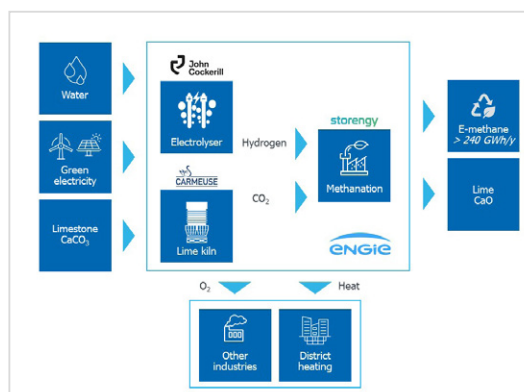 Water
Green
electricity
Limestone
CaCO₃
John
Cockerill
Electrolyser
Hydrogen
CARMEUSE
Lime kiln
CO₂
storengy
Methanation
ENGIE
E-methane
> 240 GWh/y
Lime
CaO
O₂
Heat
Other
industries
District
heating